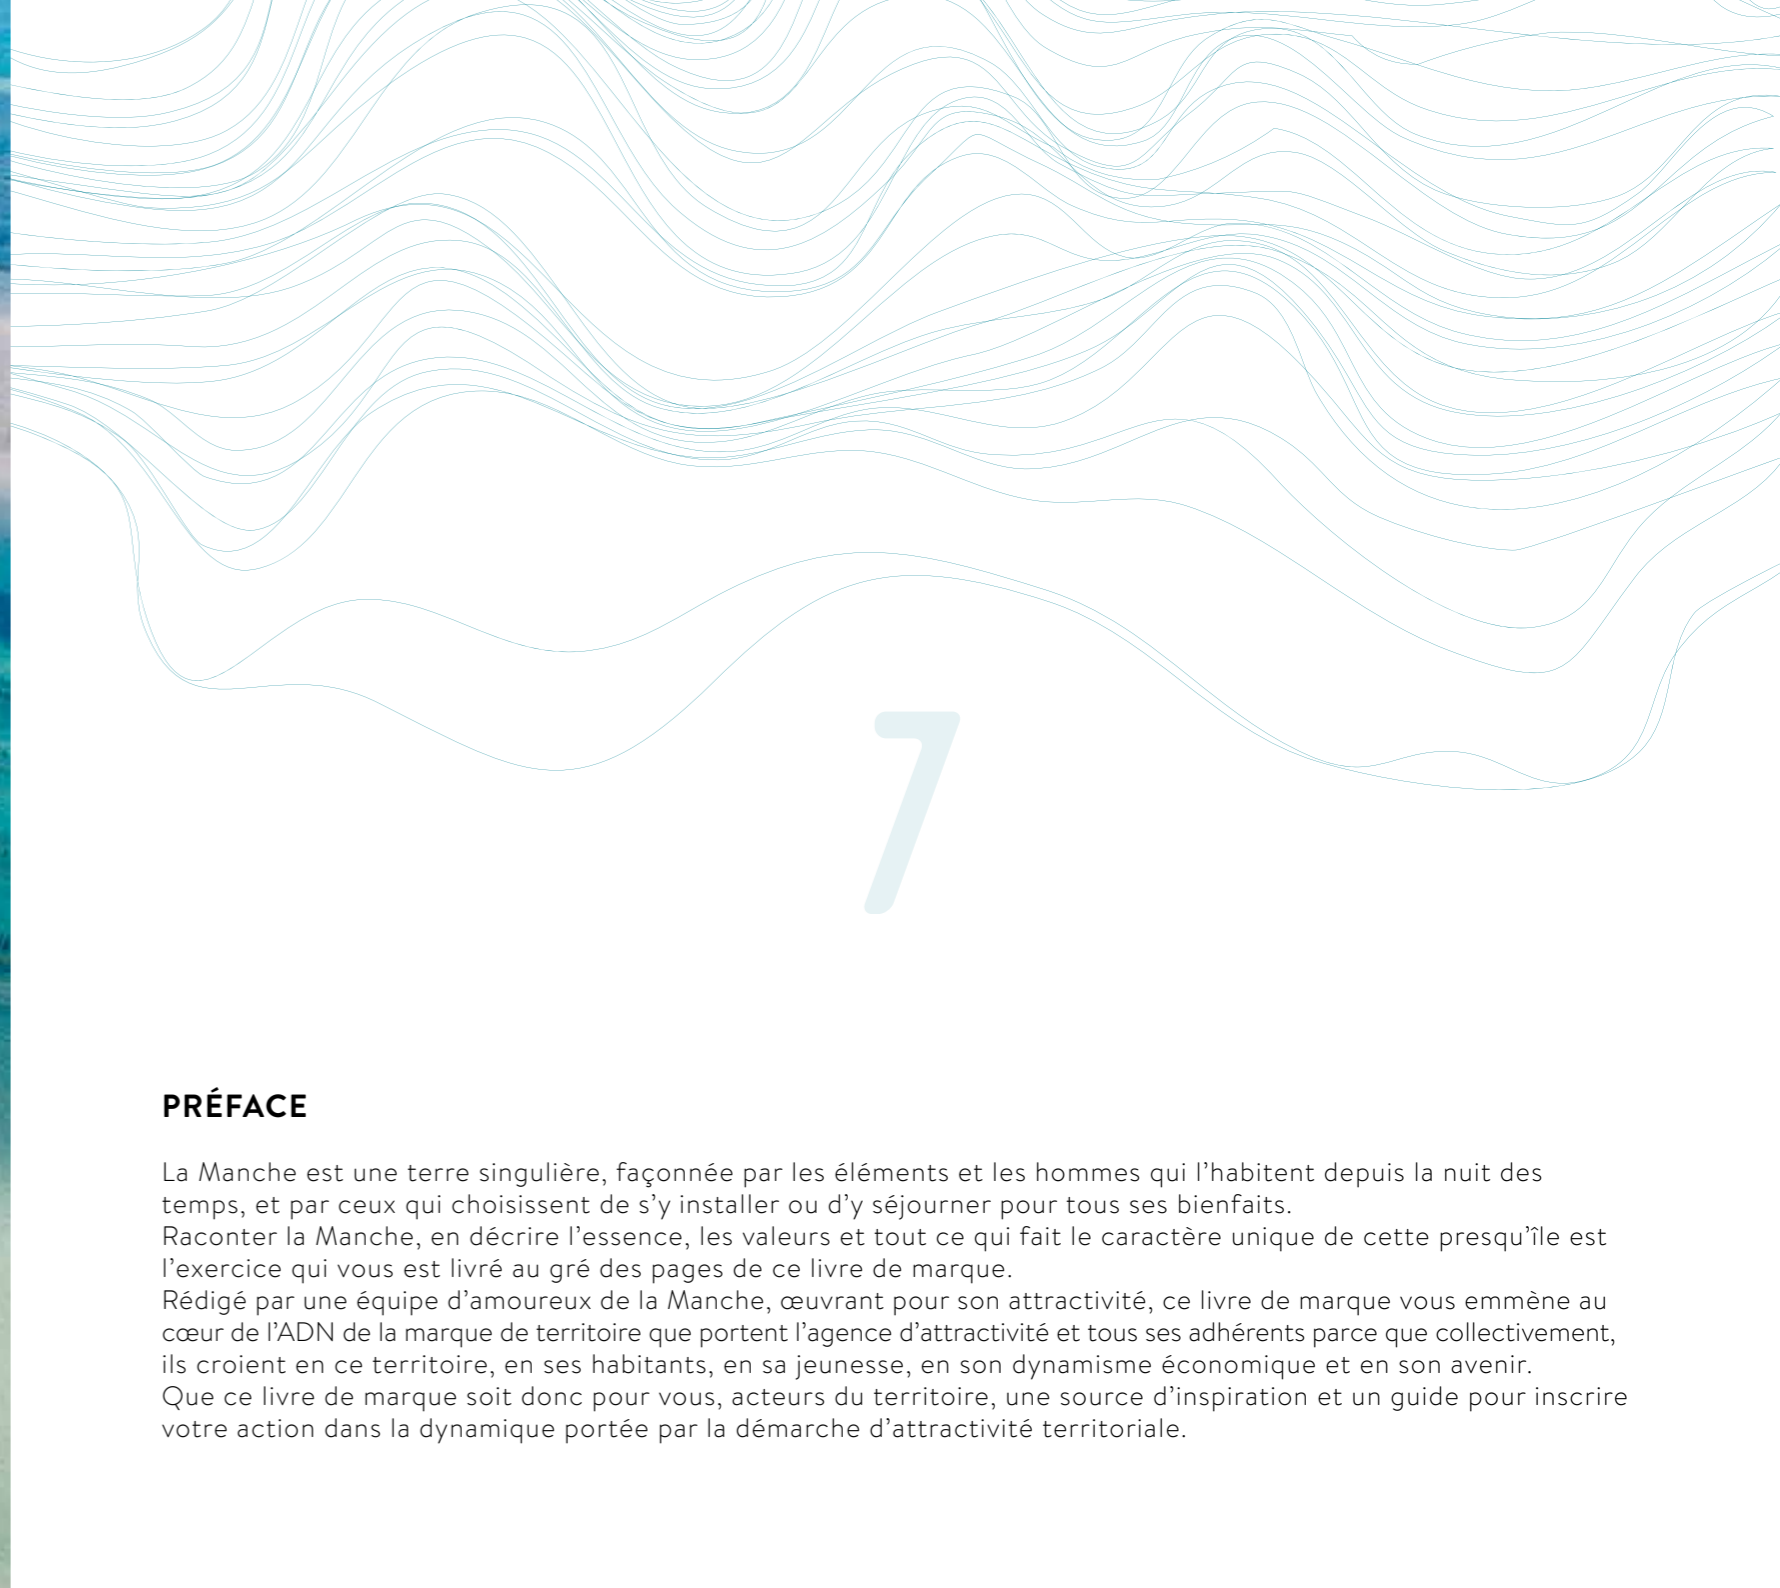 7
PRÉFACE
La Manche est une terre singulière, façonnée par les éléments et les hommes qui l’habitent depuis la nuit des
temps, et par ceux qui choisissent de s’y installer ou d’y séjourner pour tous ses bienfaits.
Raconter la Manche, en décrire l’essence, les valeurs et tout ce qui fait le caractère unique de cette presqu’île est
l’exercice qui vous est livré au gré des pages de ce livre de marque.
Rédigé par une équipe d’amoureux de la Manche, œuvrant pour son attractivité, ce livre de marque vous emmène au
cœur de l’ADN de la marque de territoire que portent l’agence d’attractivité et tous ses adhérents parce que collectivement,
ils croient en ce territoire, en ses habitants, en sa jeunesse, en son dynamisme économique et en son avenir.
Que ce livre de marque soit donc pour vous, acteurs du territoire, une source d’inspiration et un guide pour inscrire
votre action dans la dynamique portée par la démarche d’attractivité territoriale.